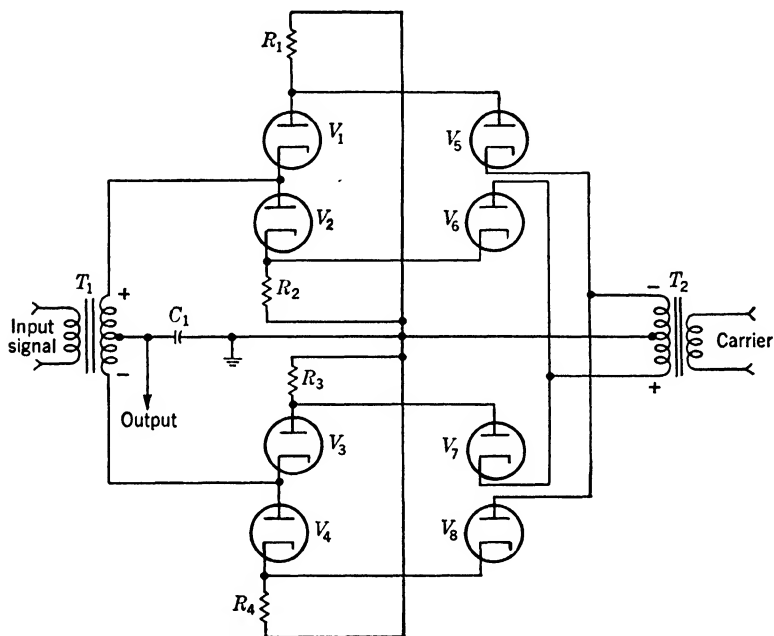 R1
V1
V5
V2
V6
T1
+
R2
C1
−
T2
Input
signal
Carrier
−
Output
+
R3
V3
V7
V4
V8
R4